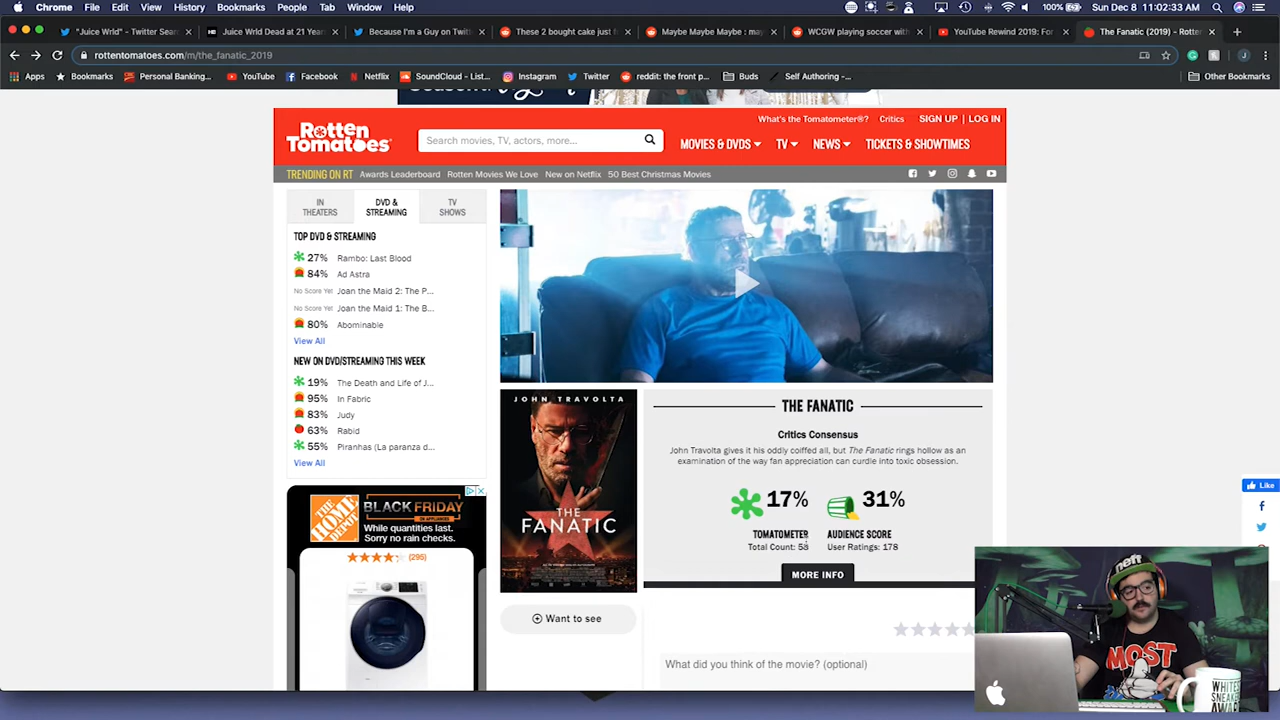 Chrome File Edit View History Bookmarks People Tab Window Help 100% Sun Dec 8 11:02:33 AM
"Juice Wrld" - Twitter Sear Juice Wrld Dead at 21 Year Because I'm a Guy on Twit These 2 bought cake just f Maybe Maybe Maybe : may WCGW playing soccer with YouTube Rewind 2019: Fo The Fanatic (2019) - Rotten
rottentomatoes.com/m/the_fanatic_2019
Apps Bookmarks Personal Banking... YouTube Facebook Netflix SoundCloud - List... Instagram Twitter reddit: the front p... Buds Self Authoring -... Other Bookmarks
What's the Tomatometer®? Critics SIGN UP | LOG IN
Rotten
Tomatoes
Search movies, TV, actors, more...
MOVIES & DVDS TV NEWS TICKETS & SHOWTIMES
TRENDING ON RT Awards Leaderboard Rotten Movies We Love New on Netflix 50 Best Christmas Movies
IN THEATERS
DVD & STREAMING
TV SHOWS
TOP DVD & STREAMING
27% Rambo: Last Blood
84% Ad Astra
No Score Yet Joan the Maid 2: The P...
No Score Yet Joan the Maid 1: The B...
80% Abominable
View All
NEW ON DVD/STREAMING THIS WEEK
19% The Death and Life of J...
95% In Fabric
83% Judy
63% Rabid
55% Piranhas (La paranza d...
View All
THE HOME DEPOT
BLACK FRIDAY
ON APPLIANCES
While quantities last.
Sorry no rain checks.
(295)
JOHN TRAVOLTA
THE
FANATIC
Want to see
THE FANATIC
Critics Consensus
John Travolta gives it his oddly coiffed all, but The Fanatic rings hollow as an
examination of the way fan appreciation can curdle into toxic obsession.
17% 31%
TOMATOMETER AUDIENCE SCORE
Total Count: 53 User Ratings: 178
MORE INFO
What did you think of the movie? (optional)
Like
neff
MOST
WHITE
SNEAK
AWAR